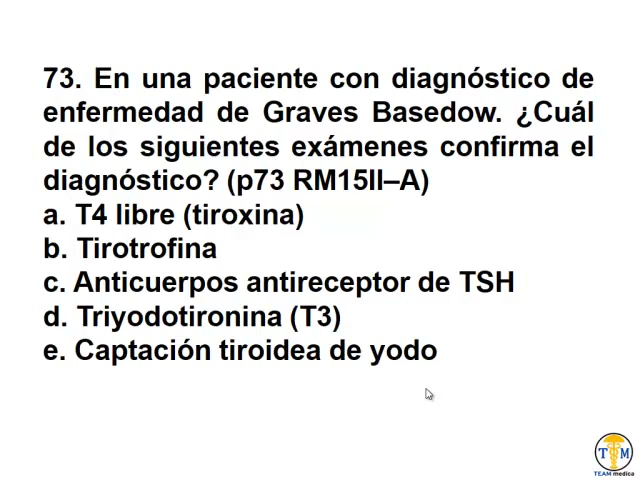 73. En una paciente con diagnóstico de
enfermedad de Graves Basedow. ¿Cuál
de los siguientes exámenes confirma el
diagnóstico? (p73 RM15II–A)
a. T4 libre (tiroxina)
b. Tirotrofina
c. Anticuerpos antireceptor de TSH
d. Triyodotironina (T3)
e. Captación tiroidea de yodo
T M
TEAM medica